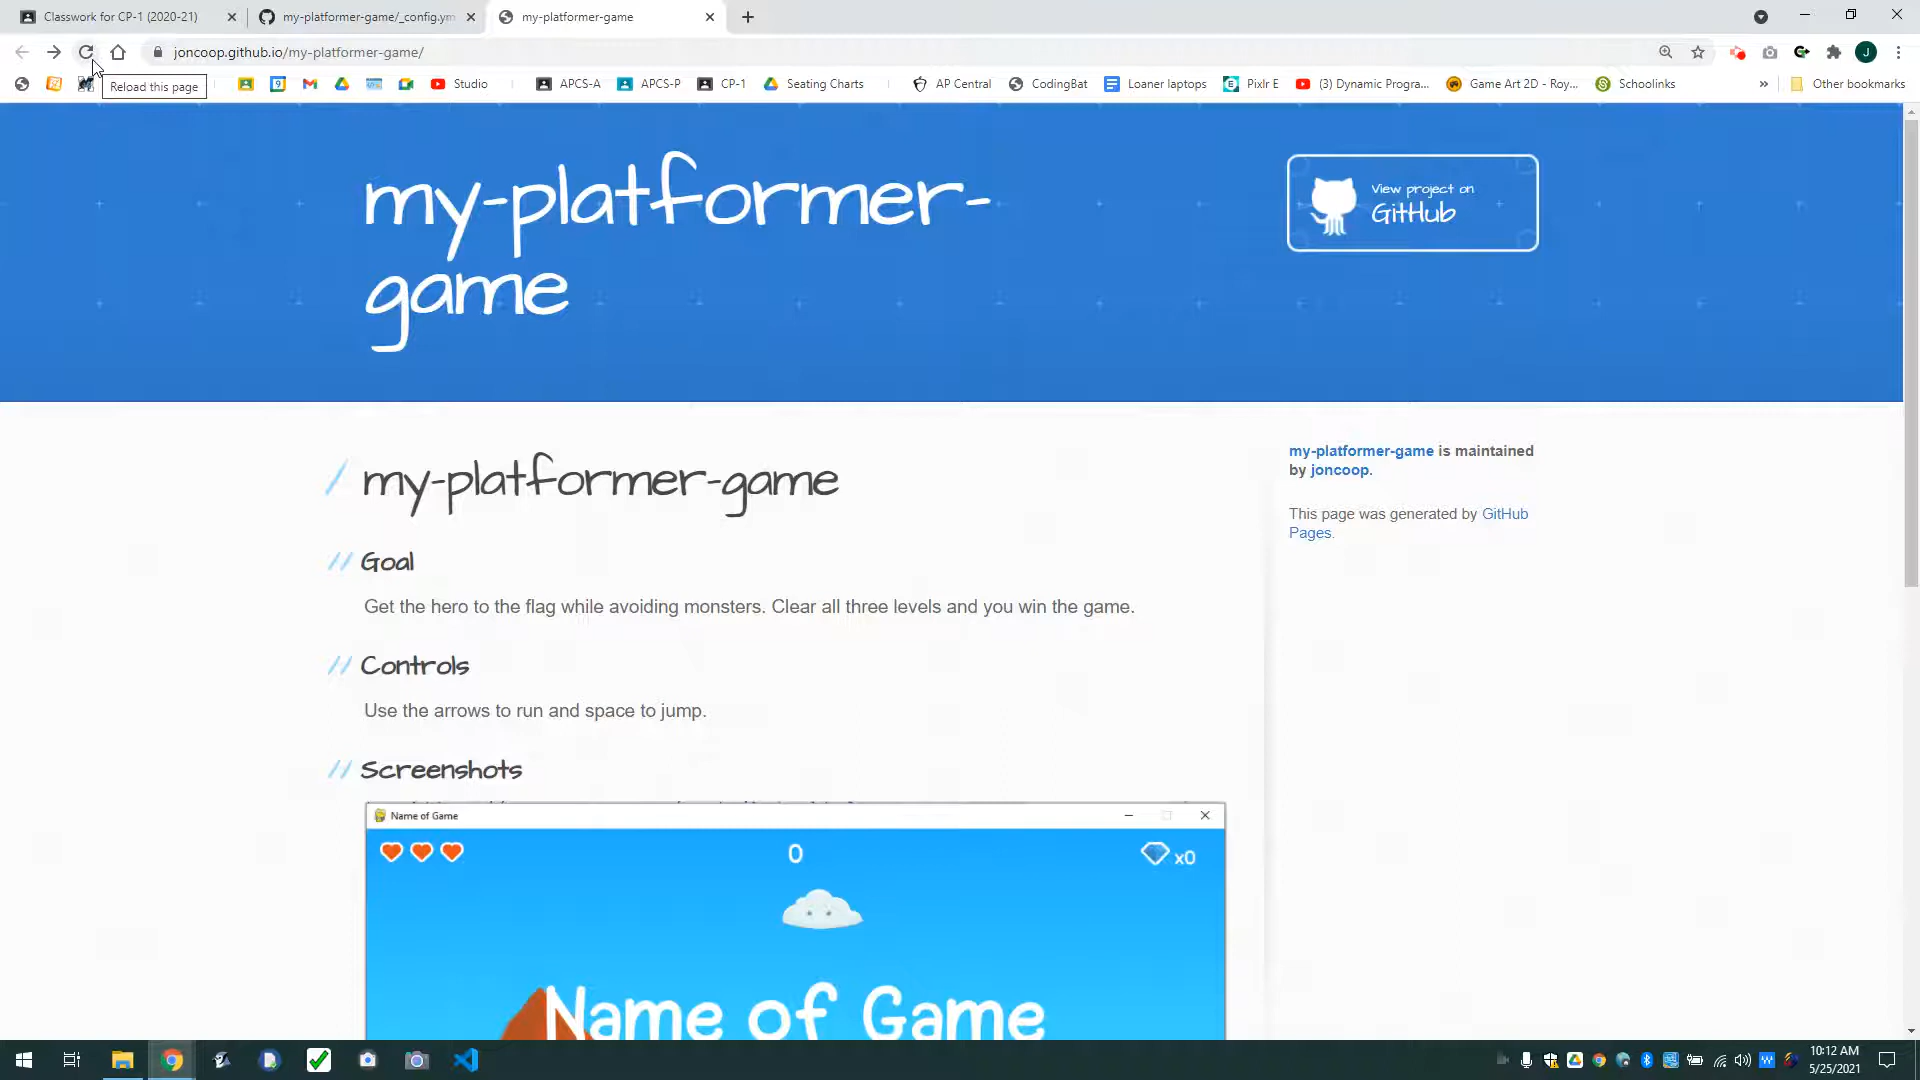 Classwork for CP-1 (2020-21)
my-platformer-game/_config.ym
my-platformer-game
joncoop.github.io/my-platformer-game/
J
Reload this page
Studio
APCS-A
APCS-P
CP-1
Seating Charts
AP Central
CodingBat
Loaner laptops
Pixlr E
(3) Dynamic Progra...
Game Art 2D - Roy...
Schoolinks
»
Other bookmarks
my-platformer-
game
View project on
GitHub
/ my-platformer-game
// Goal
Get the hero to the flag while avoiding monsters. Clear all three levels and you win the game.
// Controls
Use the arrows to run and space to jump.
// Screenshots
my-platformer-game is maintained
by joncoop.
This page was generated by GitHub
Pages.
Name of Game
0
x0
Name of Game
10:12 AM
5/25/2021